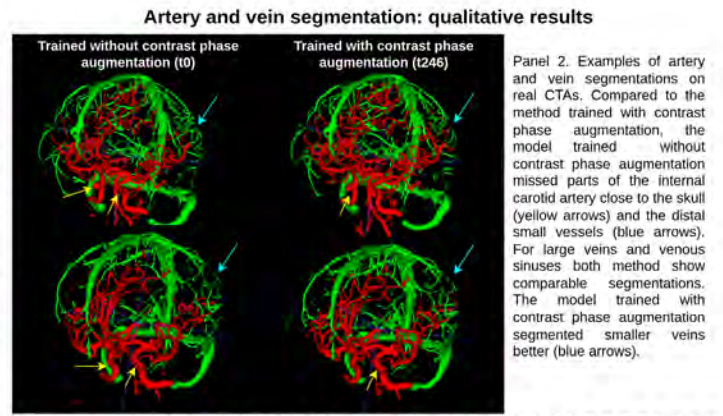 Artery and vein segmentation: qualitative results
Trained without contrast phase
augmentation (t0)
Trained with contrast phase
augmentation (t246)
Panel 2. Examples of artery
and vein segmentations on
real CTAs. Compared to the
method trained with contrast
phase augmentation, the
model trained without
contrast phase augmentation
missed parts of the internal
carotid artery close to the skull
(yellow arrows) and the distal
small vessels (blue arrows).
For large veins and venous
sinuses both method show
comparable segmentations.
The model trained with
contrast phase augmentation
segmented smaller veins
better (blue arrows).